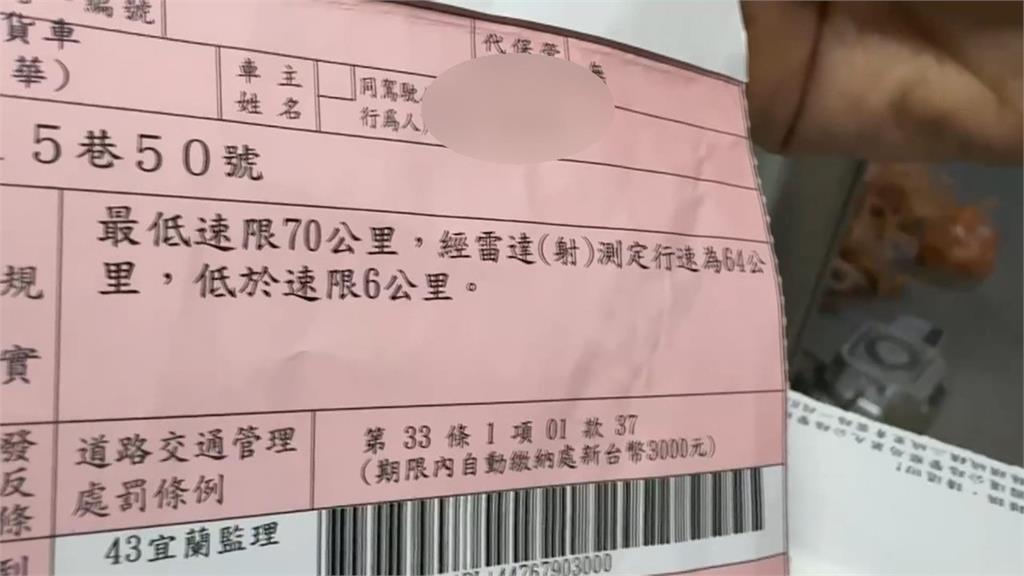 編號
貨車
華)
代保管
無
車主
姓名
同駕駛
行為人
5巷50號
規
實
最低速限70公里，經雷達(射)測定行速為64公
里，低於速限6公里。
發
反
條
到
道路交通管理
處罰條例
第 33 條 1 項 01 款 37
(期限內自動繳納處新台幣3000元)
43宜蘭監理
44767903000